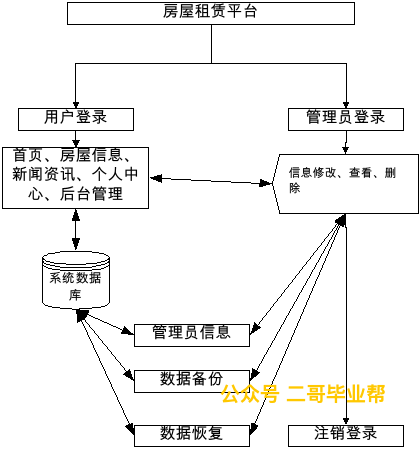 房屋租赁平台
用户登录
管理员登录
首页、房屋信息、
新闻资讯、个人中
心、后台管理
信息修改、查看、删
除
系统数据
库
管理员信息
数据备份
公众号 二哥毕业帮
数据恢复
注销登录